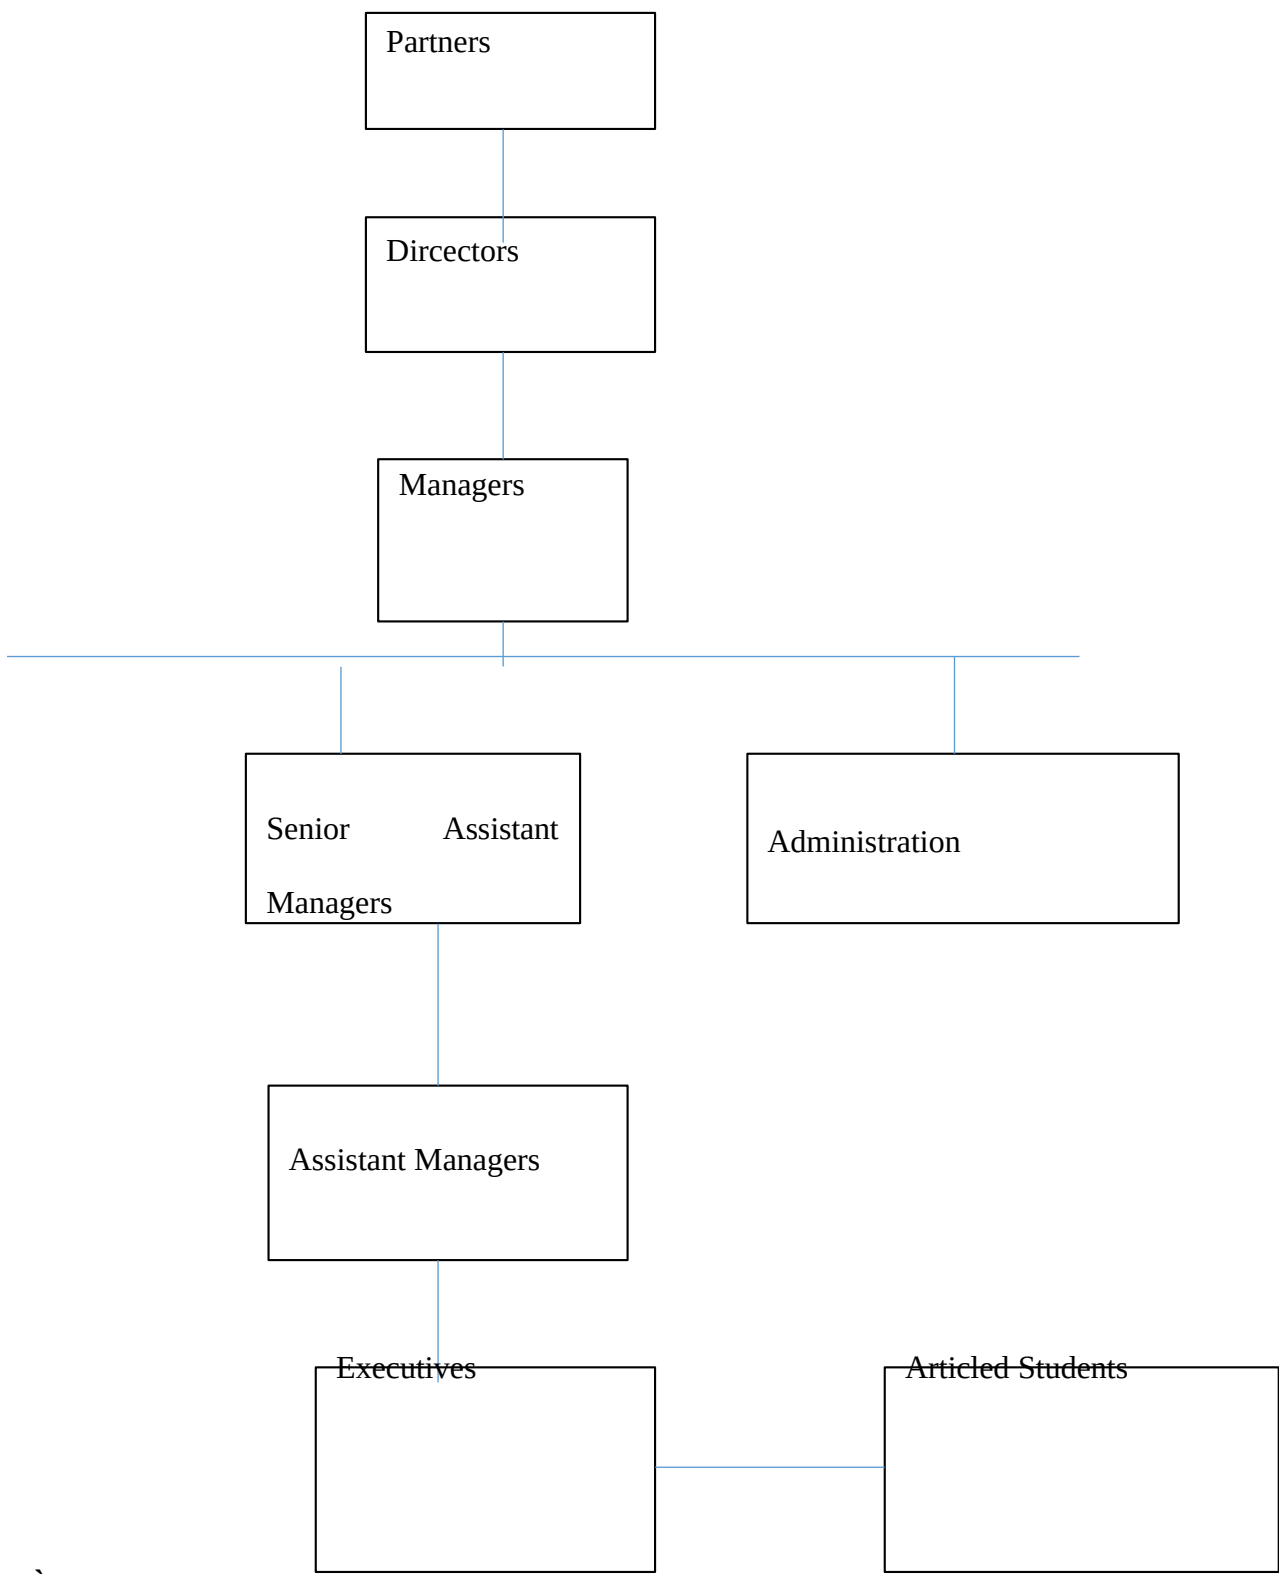 Partners
Dircectors
Managers
Senior Assistant
Managers
Administration
Assistant Managers
Executives
Articled Students
`